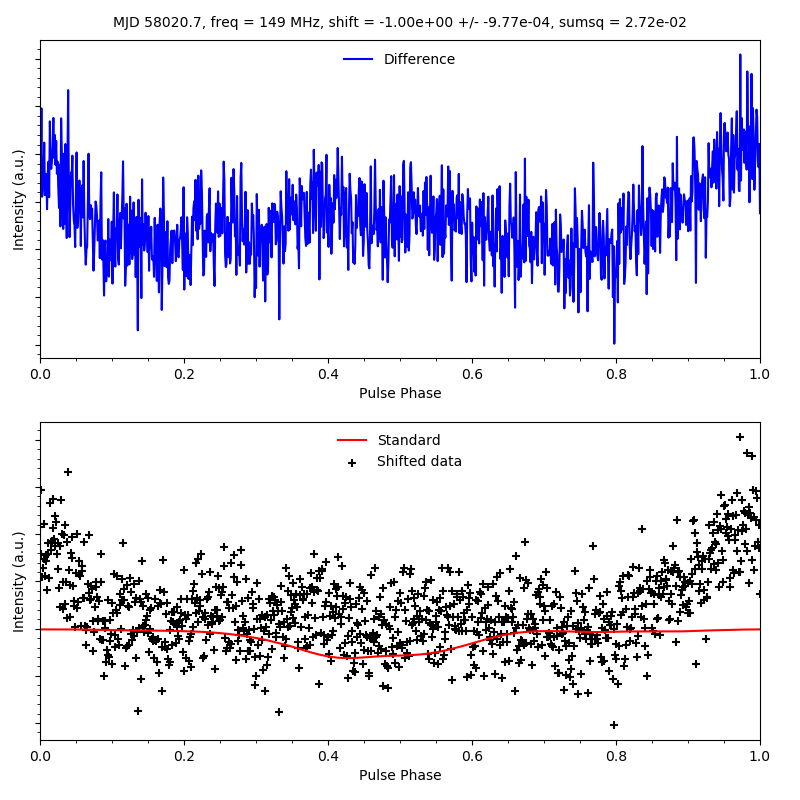 MJD 58020.7, freq = 149 MHz, shift = -1.00e+00 +/- -9.77e-04, sumsq = 2.72e-02
Difference
Intensity (a.u.)
0.0 0.2 0.4 0.6 0.8 1.0
Pulse Phase
Standard
Shifted data
Intensity (a.u.)
0.0 0.2 0.4 0.6 0.8 1.0
Pulse Phase